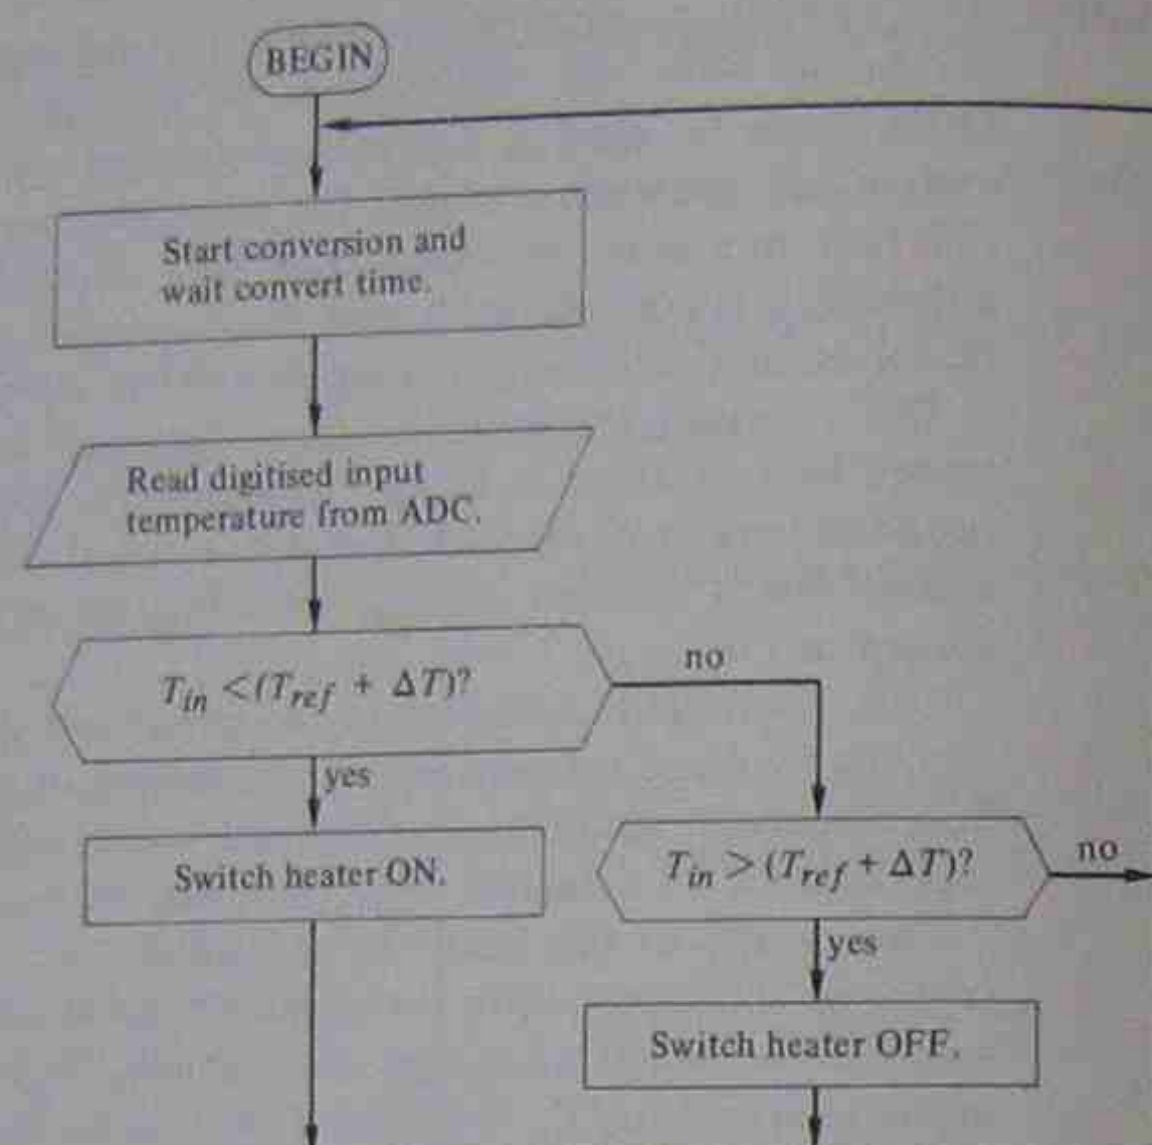 BEGIN
Start conversion and
wait convert time.
Read digitised input
temperature from ADC.
T_in < (T_ref + ΔT)?
no
yes
Switch heater ON.
T_in > (T_ref + ΔT)?
no
yes
Switch heater OFF.